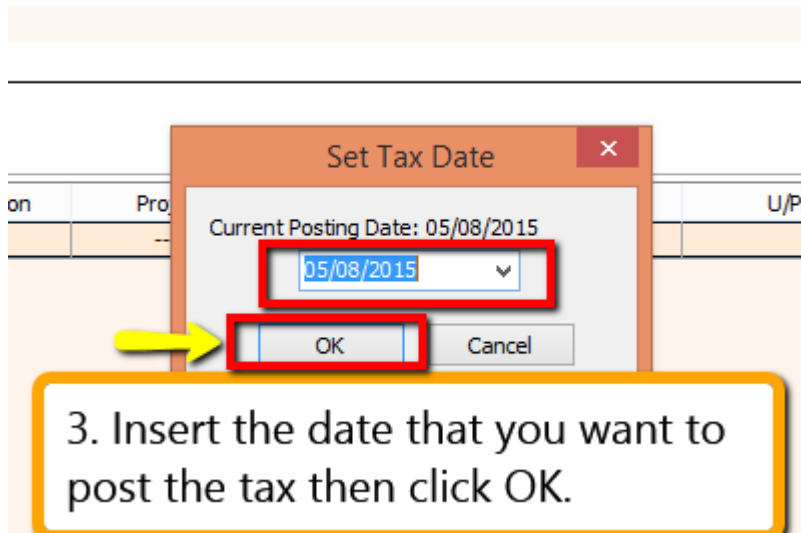 Set Tax Date
on Pro U/P
--
Current Posting Date: 05/08/2015
05/08/2015
OK Cancel
3. Insert the date that you want to
post the tax then click OK.